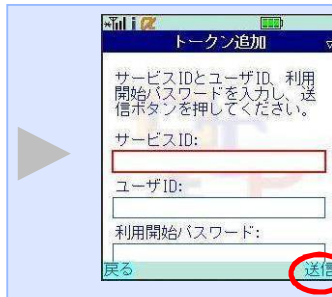 トークン追加
サービスIDとユーザID、利用
開始パスワードを入力し、送
信ボタンを押してください。
サービスID:
ユーザID:
利用開始パスワード:
戻る
送信